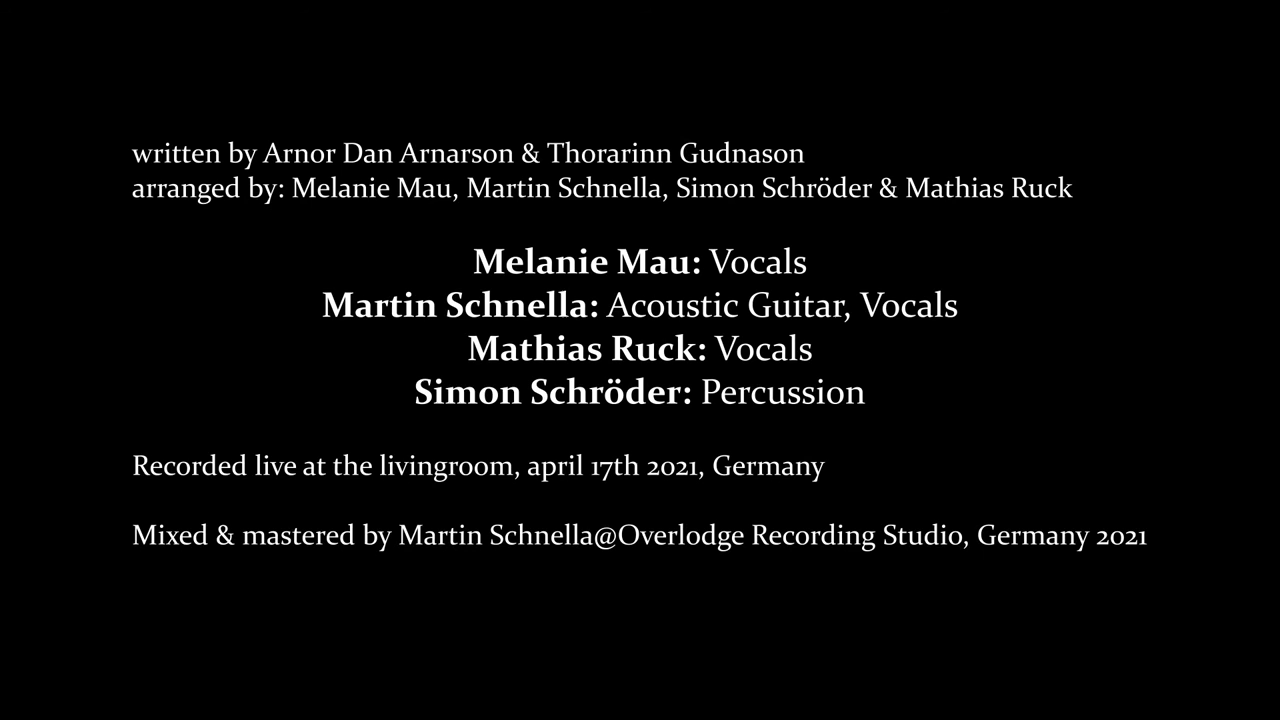 written by Arnor Dan Arnarson & Thorarinn Gudnason
arranged by: Melanie Mau, Martin Schnella, Simon Schröder & Mathias Ruck
Melanie Mau: Vocals
Martin Schnella: Acoustic Guitar, Vocals
Mathias Ruck: Vocals
Simon Schröder: Percussion
Recorded live at the livingroom, april 17th 2021, Germany
Mixed & mastered by Martin Schnella@Overlodge Recording Studio, Germany 2021